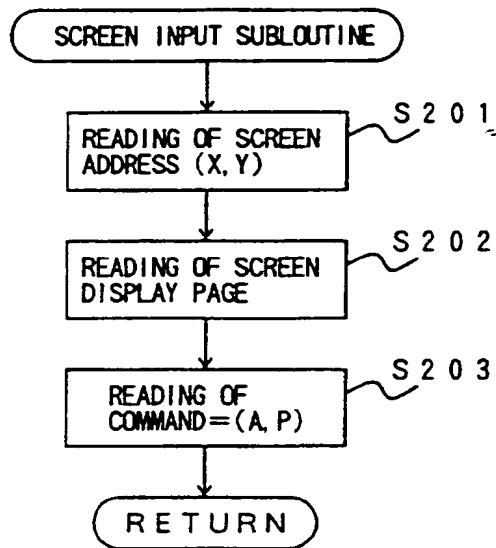 SCREEN INPUT SUBLOUTINE
S201
READING OF SCREEN
ADDRESS (X, Y)
S202
READING OF SCREEN
DISPLAY PAGE
S203
READING OF
COMMAND=(A, P)
RETURN